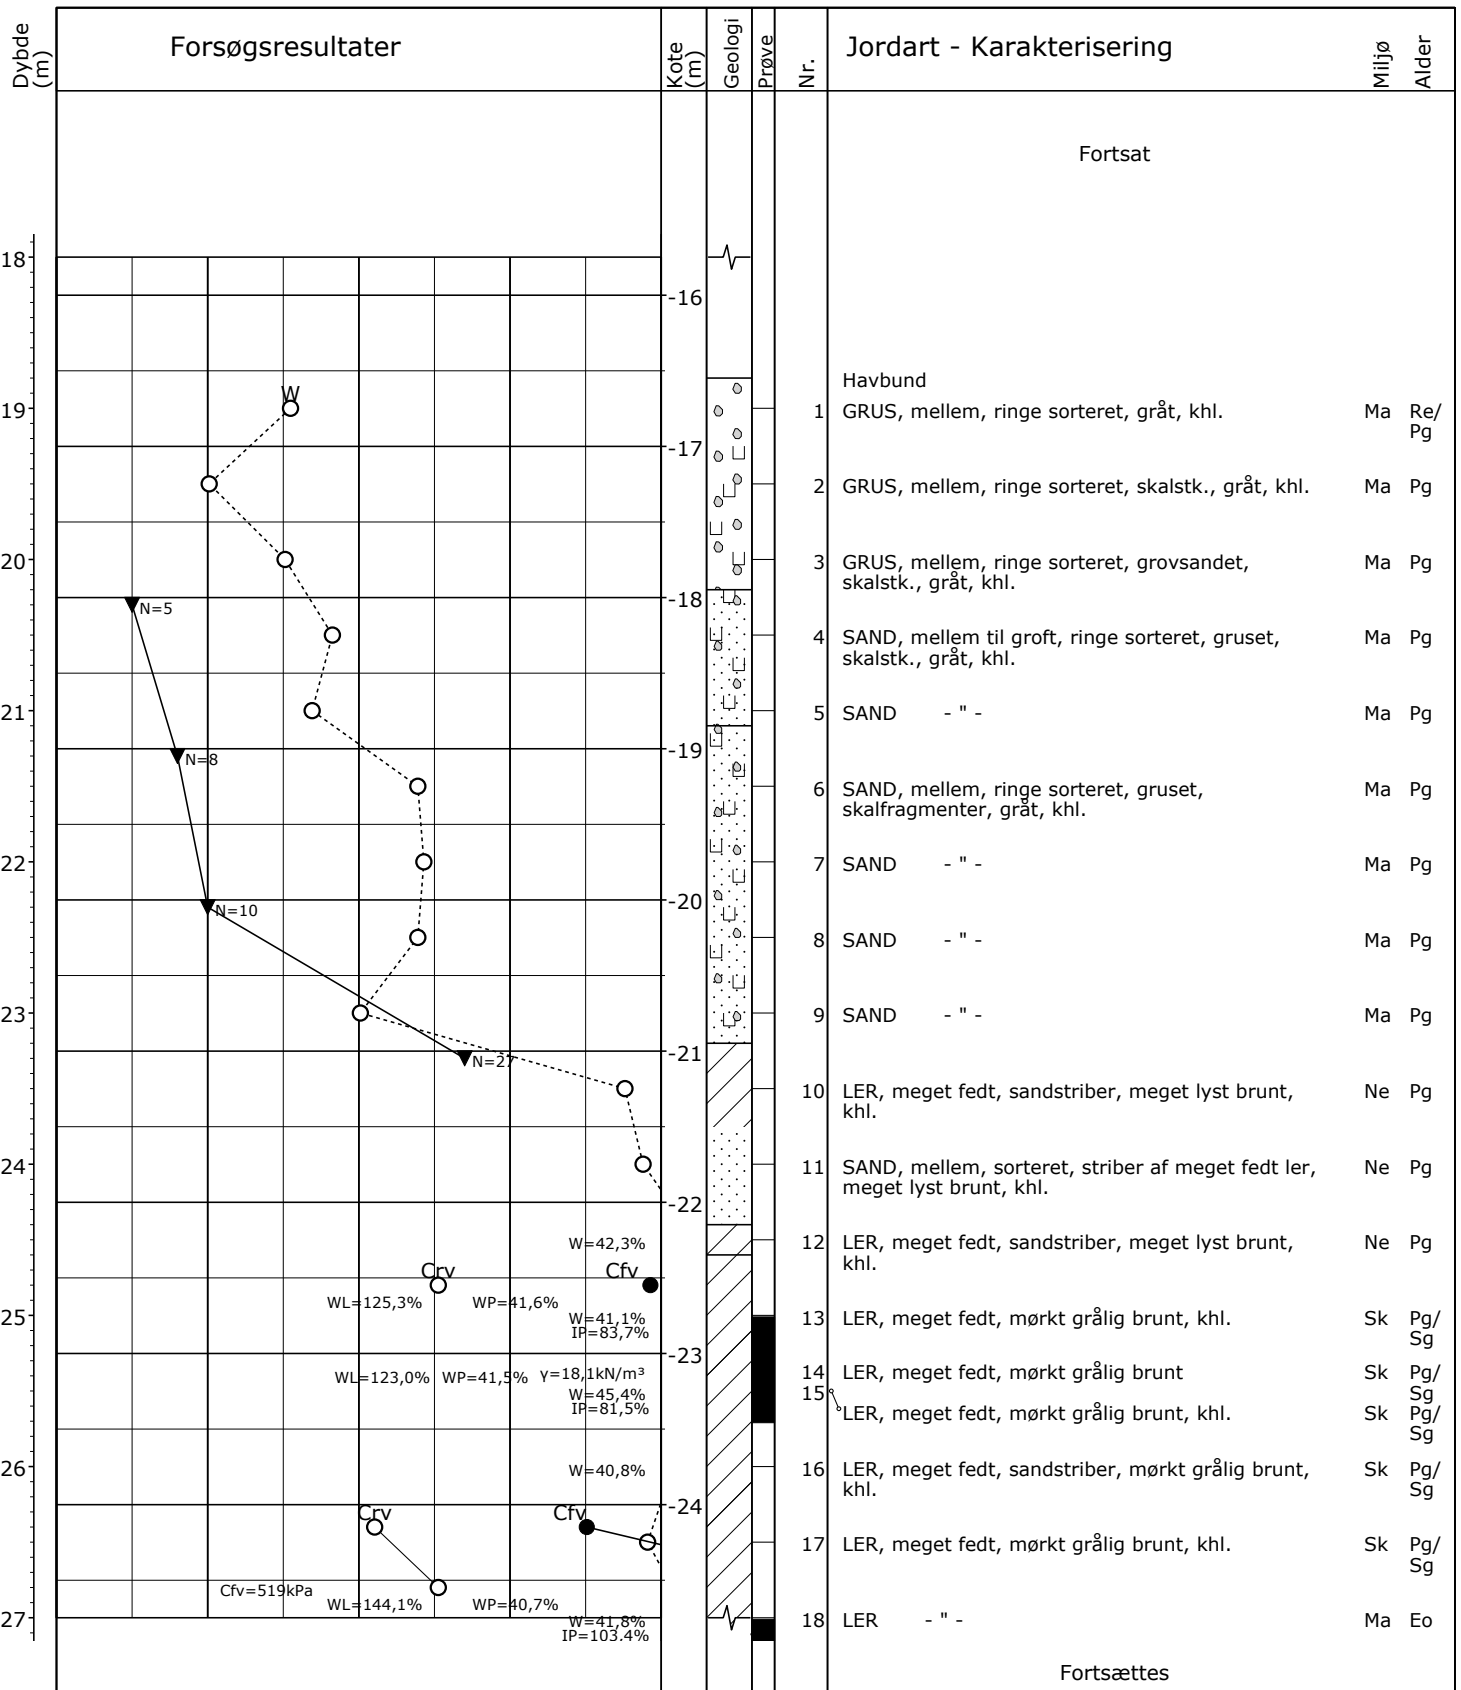 Dybde (m)
Forsøgsresultater
Kote (m)
Geologi
Prøve
Nr.
Jordart - Karakterisering
Miljø
Alder
Fortsat
18
-16
Havbund
W
19
1 GRUS, mellem, ringe sorteret, gråt, khl. Ma Re/
Pg
-17
2 GRUS, mellem, ringe sorteret, skalstk., gråt, khl. Ma Pg
20
3 GRUS, mellem, ringe sorteret, grovsandet, Ma Pg
skalstk., gråt, khl.
-18
N=5
4 SAND, mellem til groft, ringe sorteret, gruset, Ma Pg
skalstk., gråt, khl.
21
5 SAND - " - Ma Pg
-19
N=8
6 SAND, mellem, ringe sorteret, gruset, Ma Pg
skalfragmenter, gråt, khl.
22
7 SAND - " - Ma Pg
-20
N=10
8 SAND - " - Ma Pg
23
9 SAND - " - Ma Pg
-21
N=27
10 LER, meget fedt, sandstriber, meget lyst brunt, Ne Pg
khl.
24
11 SAND, mellem, sorteret, striber af meget fedt ler, Ne Pg
meget lyst brunt, khl.
-22
W=42,3%
12 LER, meget fedt, sandstriber, meget lyst brunt, Ne Pg
khl.
Crv Cfv
WL=125,3% WP=41,6%
25
W=41,1%
IP=83,7%
13 LER, meget fedt, mørkt grålig brunt, khl. Sk Pg/
Sg
-23
WL=123,0% WP=41,5% γ=18,1kN/m³
W=45,4%
IP=81,5%
14 LER, meget fedt, mørkt grålig brunt Sk Pg/
Sg
15 LER, meget fedt, mørkt grålig brunt, khl. Sk Pg/
Sg
26
W=40,8%
16 LER, meget fedt, sandstriber, mørkt grålig brunt, Sk Pg/
khl. Sg
-24
Crv Cfv
17 LER, meget fedt, mørkt grålig brunt, khl. Sk Pg/
Sg
Cfv=519kPa
WL=144,1% WP=40,7%
27
W=41,8%
IP=103.4%
18 LER - " - Ma Eo
Fortsættes